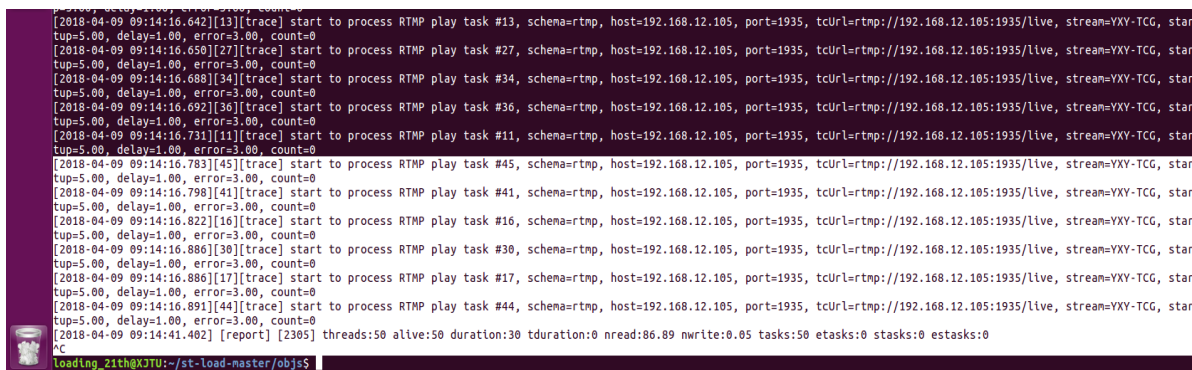 p=5.00, delay=1.00, error=3.00, count=0
[2018-04-09 09:14:16.642][13][trace] start to process RTMP play task #13, schema=rtmp, host=192.168.12.105, port=1935, tcUrl=rtmp://192.168.12.105:1935/live, stream=YXY-TCG, star
tup=5.00, delay=1.00, error=3.00, count=0
[2018-04-09 09:14:16.650][27][trace] start to process RTMP play task #27, schema=rtmp, host=192.168.12.105, port=1935, tcUrl=rtmp://192.168.12.105:1935/live, stream=YXY-TCG, star
tup=5.00, delay=1.00, error=3.00, count=0
[2018-04-09 09:14:16.688][34][trace] start to process RTMP play task #34, schema=rtmp, host=192.168.12.105, port=1935, tcUrl=rtmp://192.168.12.105:1935/live, stream=YXY-TCG, star
tup=5.00, delay=1.00, error=3.00, count=0
[2018-04-09 09:14:16.692][36][trace] start to process RTMP play task #36, schema=rtmp, host=192.168.12.105, port=1935, tcUrl=rtmp://192.168.12.105:1935/live, stream=YXY-TCG, star
tup=5.00, delay=1.00, error=3.00, count=0
[2018-04-09 09:14:16.731][11][trace] start to process RTMP play task #11, schema=rtmp, host=192.168.12.105, port=1935, tcUrl=rtmp://192.168.12.105:1935/live, stream=YXY-TCG, star
tup=5.00, delay=1.00, error=3.00, count=0
[2018-04-09 09:14:16.783][45][trace] start to process RTMP play task #45, schema=rtmp, host=192.168.12.105, port=1935, tcUrl=rtmp://192.168.12.105:1935/live, stream=YXY-TCG, star
tup=5.00, delay=1.00, error=3.00, count=0
[2018-04-09 09:14:16.798][41][trace] start to process RTMP play task #41, schema=rtmp, host=192.168.12.105, port=1935, tcUrl=rtmp://192.168.12.105:1935/live, stream=YXY-TCG, star
tup=5.00, delay=1.00, error=3.00, count=0
[2018-04-09 09:14:16.822][16][trace] start to process RTMP play task #16, schema=rtmp, host=192.168.12.105, port=1935, tcUrl=rtmp://192.168.12.105:1935/live, stream=YXY-TCG, star
tup=5.00, delay=1.00, error=3.00, count=0
[2018-04-09 09:14:16.886][30][trace] start to process RTMP play task #30, schema=rtmp, host=192.168.12.105, port=1935, tcUrl=rtmp://192.168.12.105:1935/live, stream=YXY-TCG, star
tup=5.00, delay=1.00, error=3.00, count=0
[2018-04-09 09:14:16.886][17][trace] start to process RTMP play task #17, schema=rtmp, host=192.168.12.105, port=1935, tcUrl=rtmp://192.168.12.105:1935/live, stream=YXY-TCG, star
tup=5.00, delay=1.00, error=3.00, count=0
[2018-04-09 09:14:16.891][44][trace] start to process RTMP play task #44, schema=rtmp, host=192.168.12.105, port=1935, tcUrl=rtmp://192.168.12.105:1935/live, stream=YXY-TCG, star
tup=5.00, delay=1.00, error=3.00, count=0
[2018-04-09 09:14:41.402] [report] [2305] threads:50 alive:50 duration:30 tduration:0 nread:86.89 nwrite:0.05 tasks:50 etasks:0 stasks:0 estasks:0
^C
loading_21th@XJTU:~/st-load-master/objs$